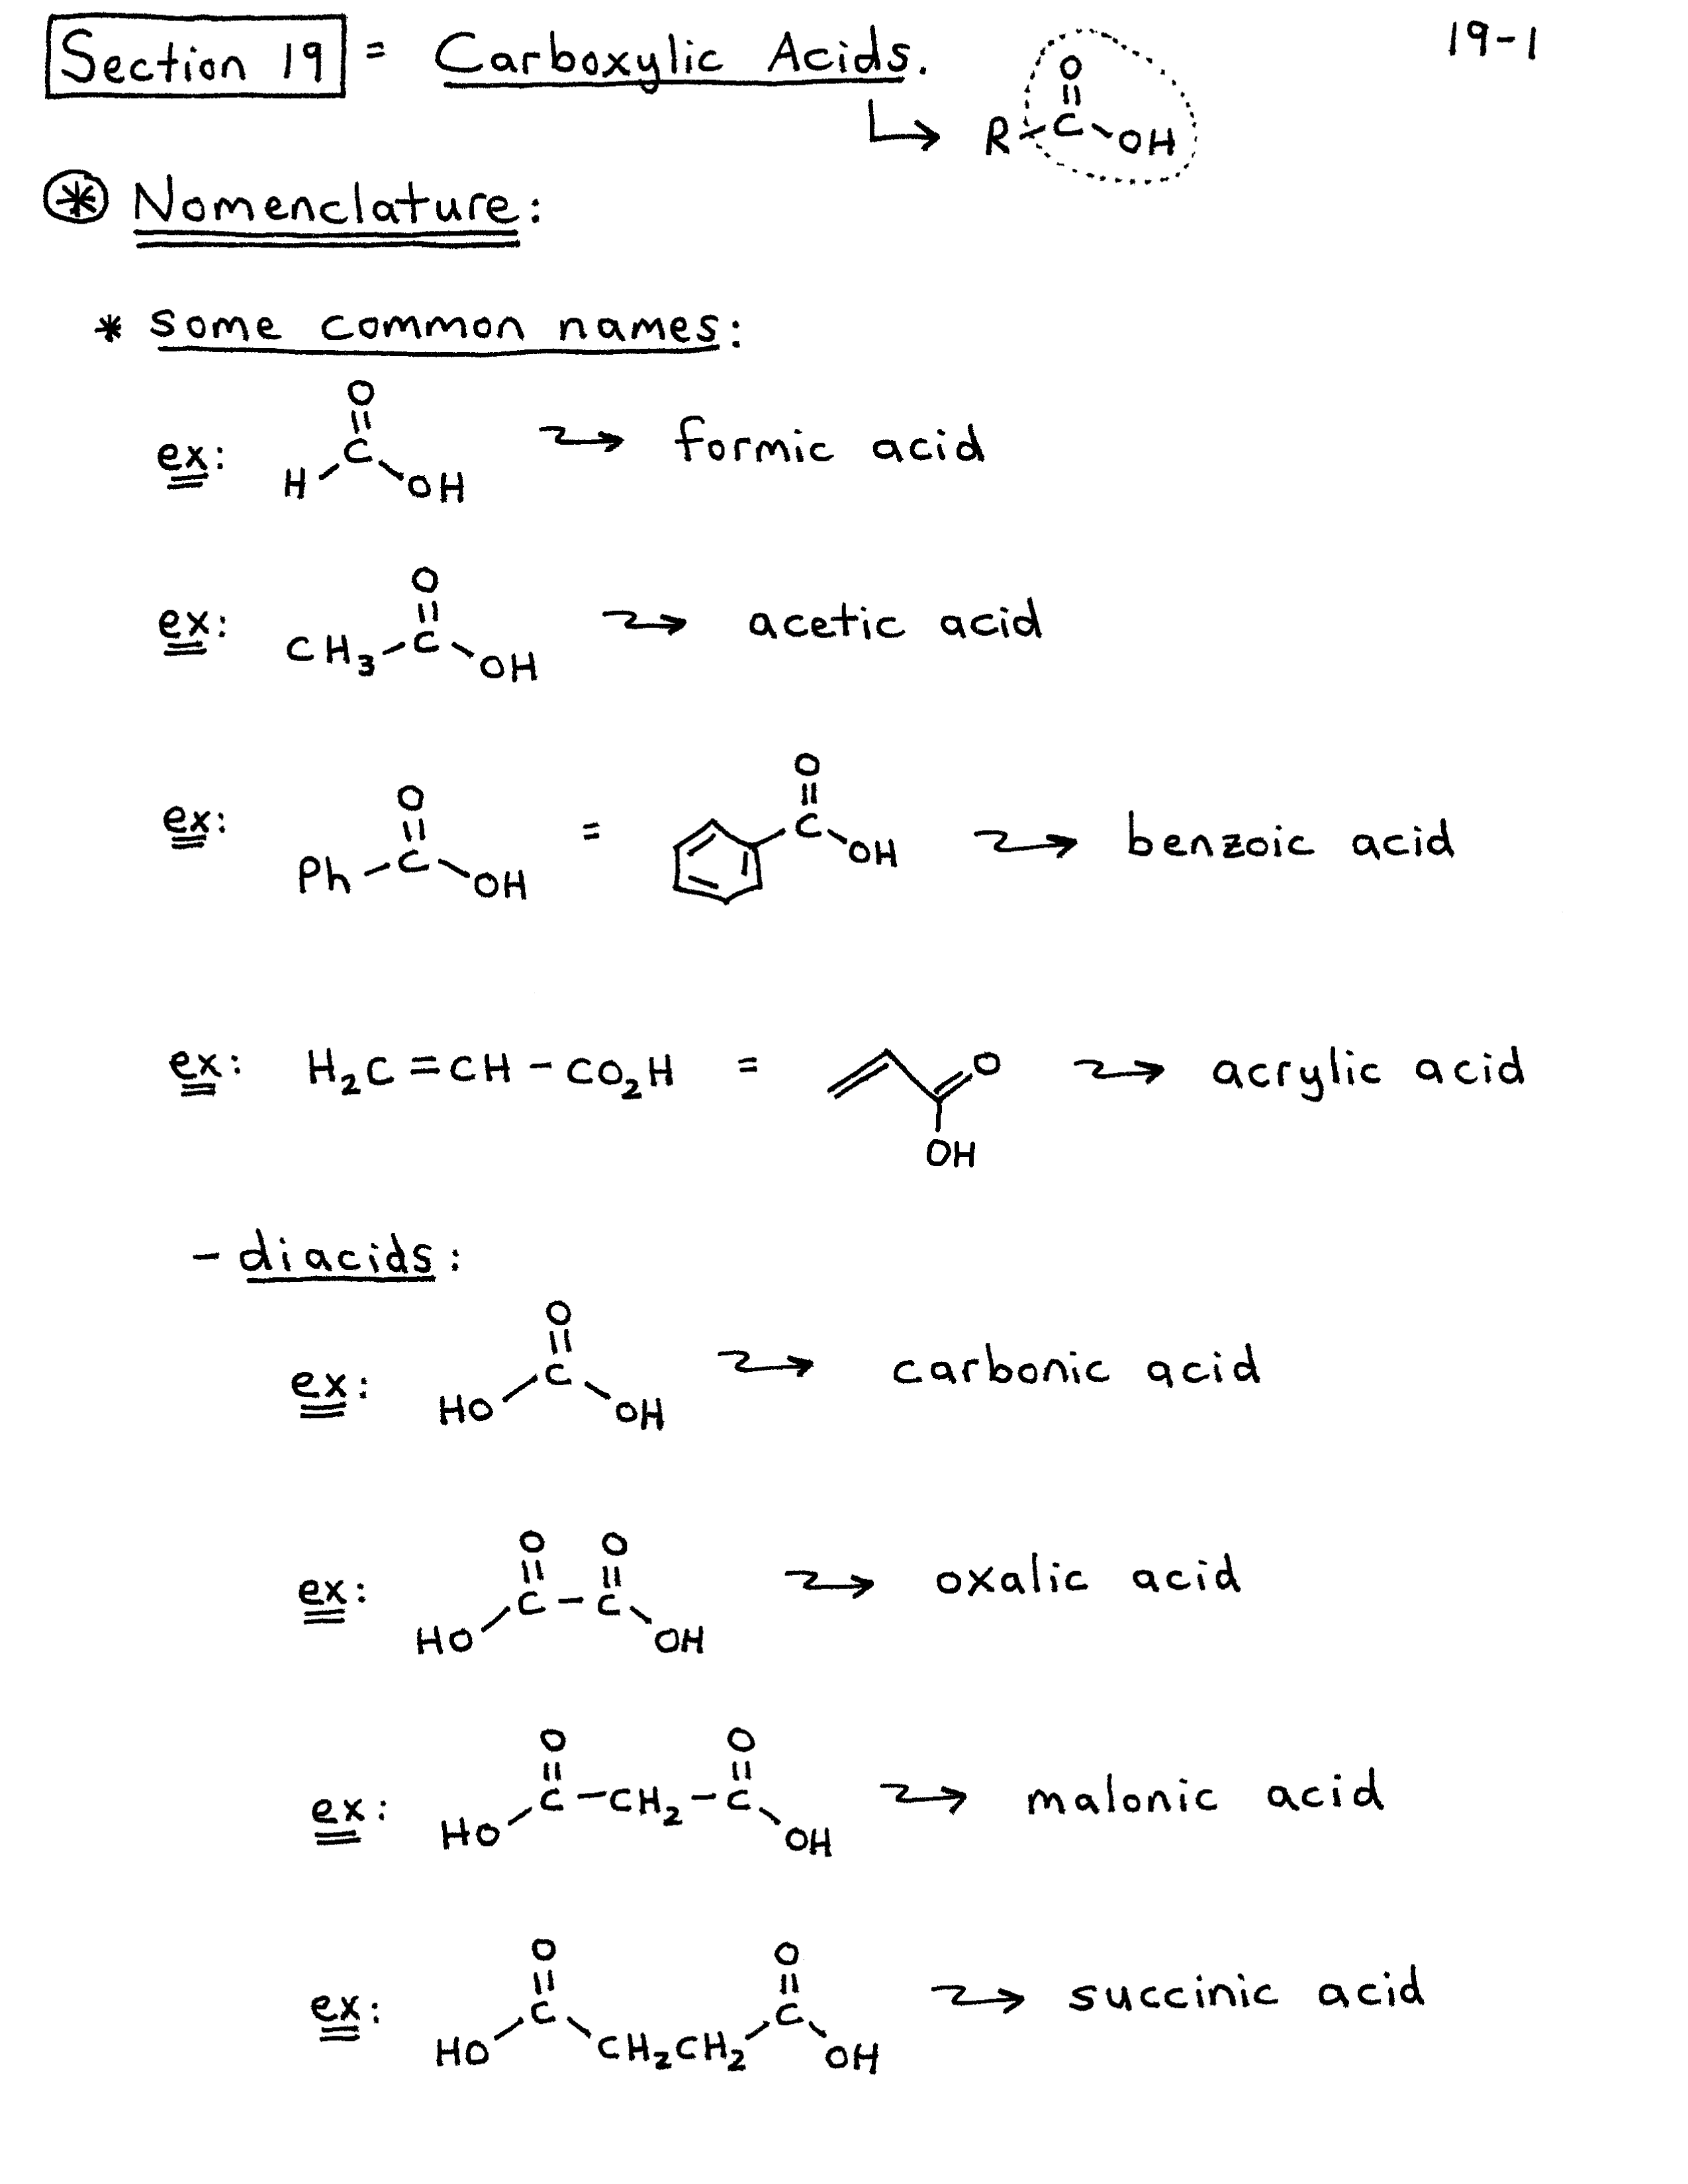 Section 19 = Carboxylic Acids. 19-1
O
R-C-OH
* Nomenclature:
* some common names:
O
ex: H-C-OH → formic acid
O
ex: CH₃-C-OH → acetic acid
O O
ex: Ph-C-OH = C-OH → benzoic acid
ex: H₂C=CH-CO₂H = O → acrylic acid
OH
- diacids:
O
ex: HO-C-OH → carbonic acid
O O
ex: HO-C-C-OH → oxalic acid
O O
ex: HO-C-CH₂-C-OH → malonic acid
O O
ex: HO-C-CH₂CH₂-C-OH → succinic acid